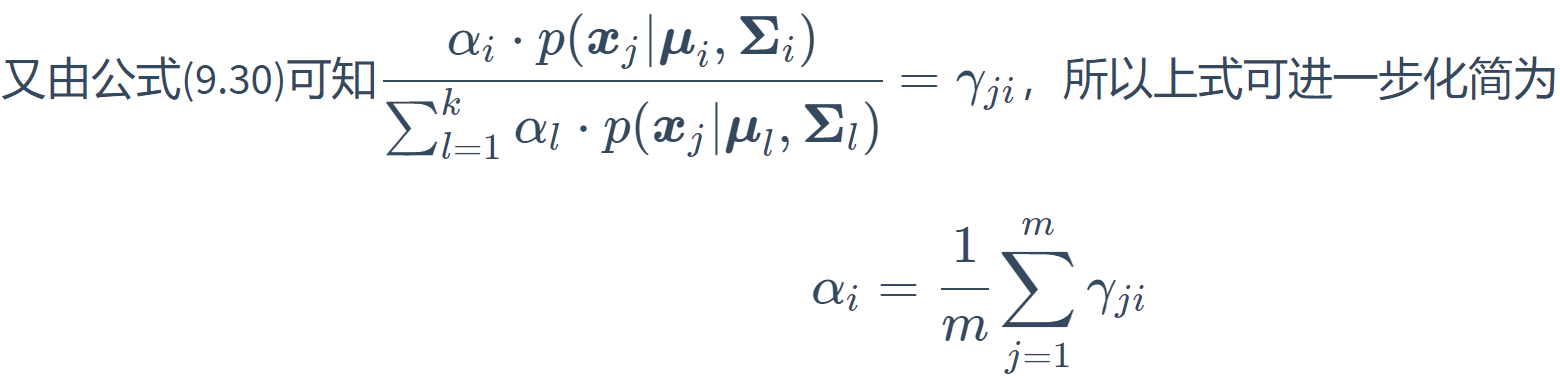 又由公式(9.30)可知 $\frac{\alpha_i \cdot p(\boldsymbol{x}_j|\boldsymbol{\mu}_i, \boldsymbol{\Sigma}_i)}{\sum_{l=1}^{k} \alpha_l \cdot p(\boldsymbol{x}_j|\boldsymbol{\mu}_l, \boldsymbol{\Sigma}_l)} = \gamma_{ji}$，所以上式可进一步化简为
$\alpha_i = \frac{1}{m} \sum_{j=1}^{m} \gamma_{ji}$